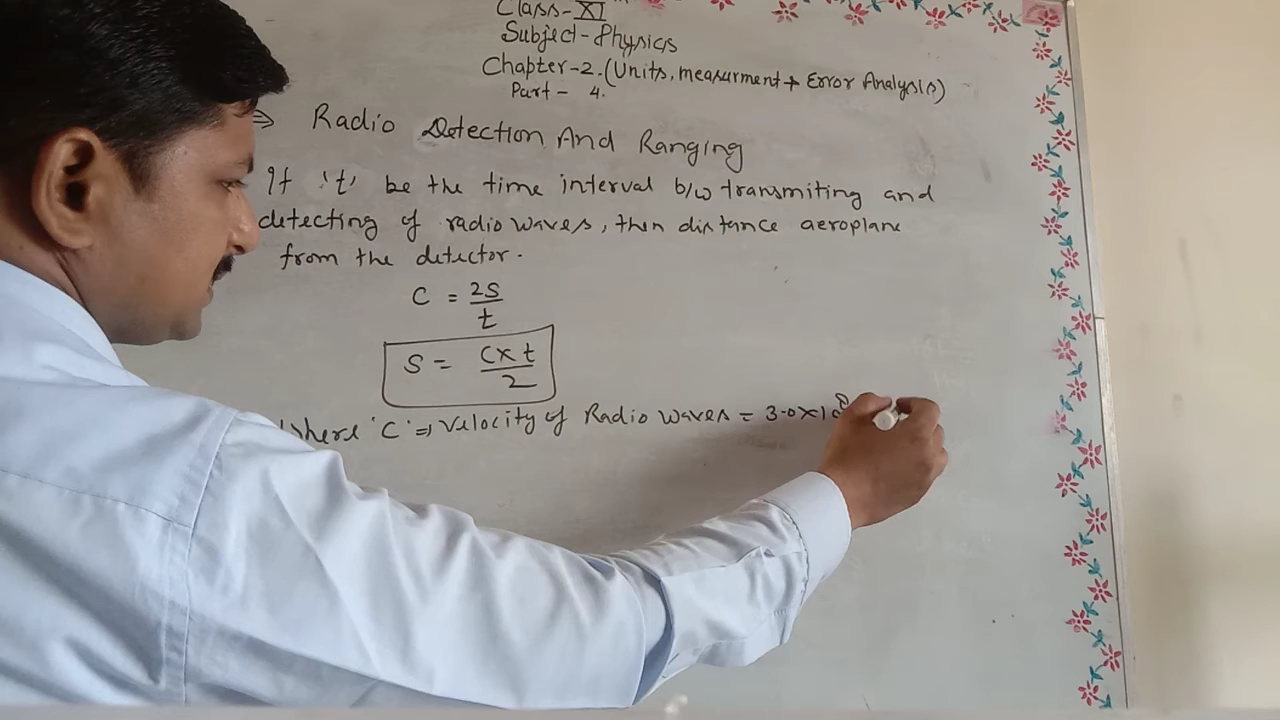 Class-XI
Subject-Physics
Chapter-2.(Units, measurment + Error Analysis)
Part- 4.
⇒ Radio Detection And Ranging
If 't' be the time interval b/w transmiting and
detecting of radio waves, then distance aeroplane
from the detector.
C = 2S/t
S = C×t/2
Where 'C' ⇒ Velocity of Radio waves = 3.0×10⁸